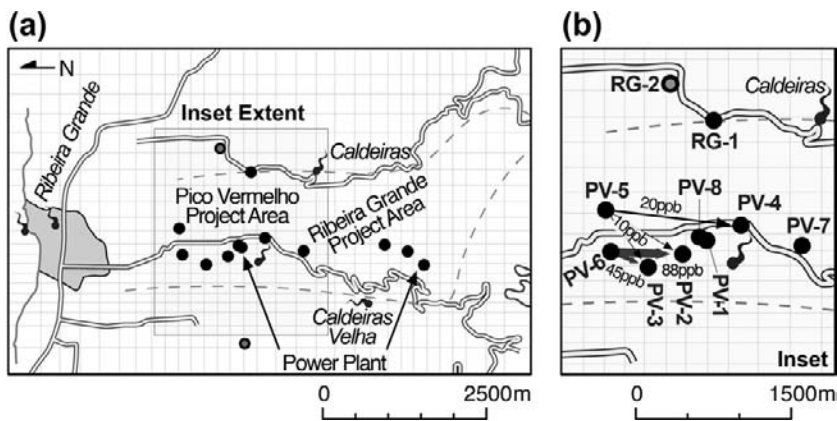 (a)
N
Ribeira Grande
Inset Extent
Caldeiras
Pico Vermelho
Project Area
Ribeira Grande
Project Area
Caldeiras
Velha
Power Plant
0
2500m
(b)
RG-2
Caldeiras
RG-1
PV-5
PV-8
20ppb
PV-4
-10ppb
PV-7
PV-6
45ppb
88ppb
PV-3
PV-2
PV-1
Inset
0
1500m